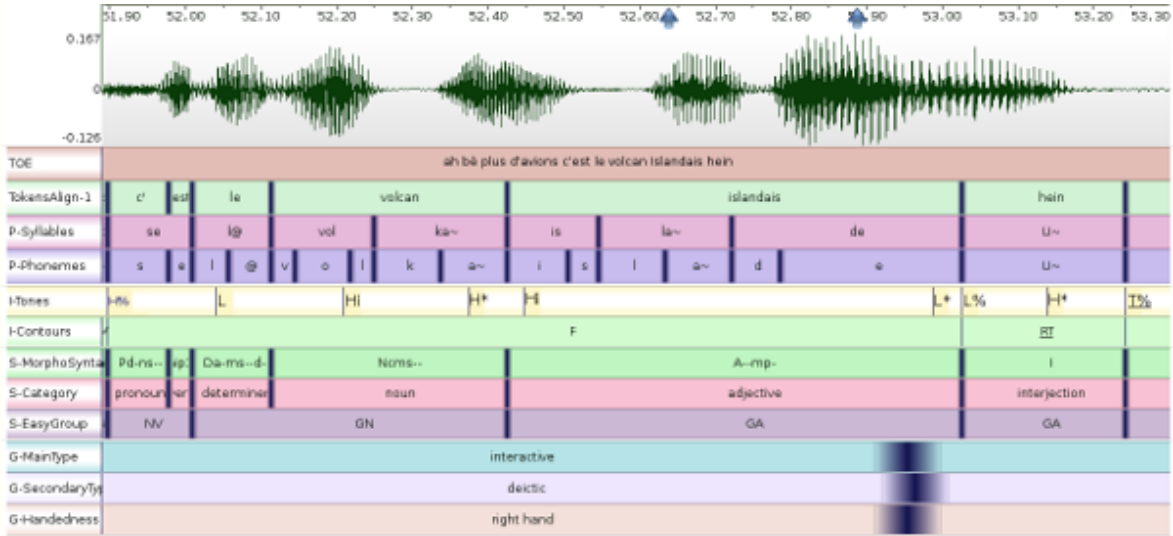 51.90 52.00 52.10 52.20 52.30 52.40 52.50 52.60 52.70 52.80 52.90 53.00 53.10 53.20 53.30
0.167
0
-0.126
TOE ah bè plus d'avions c'est le volcan Islandais hein
TokensAlign-1 c' est le volcan islandais hein
P-Syllables se l@ vol ka~ is la~ de U~
P-Phonemes s e l @ v o l k a~ i s l a~ d e U~
I-Tones H% L Hi H* Hi L* L% H* T%
I-Contours F RT
S-MorphoSynta Pd-ns-- ip: Da-ms--d- Ncms-- A--mp- I
S-Category pronoun ver determiner noun adjective interjection
S-EasyGroup NV GN GA GA
G-MainType interactive
G-SecondaryTyp deictic
G-Handedness right hand